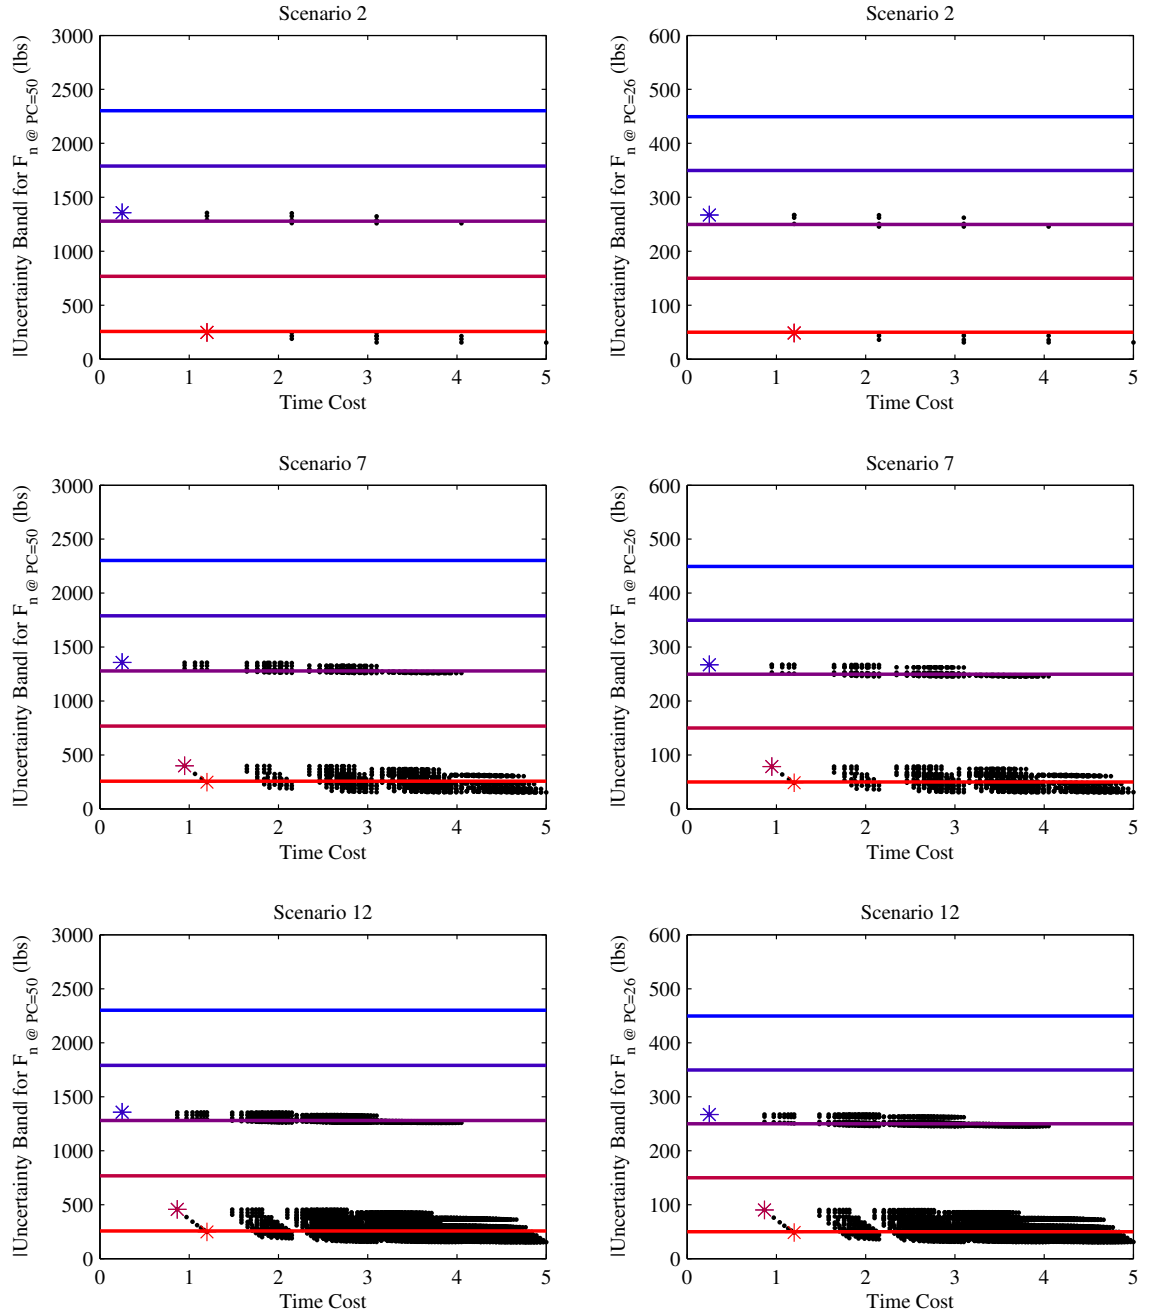 Scenario 2
|Uncertainty Band| for F n @ PC=50 (lbs)
3000
2500
2000
1500
1000
500
0
0 1 2 3 4 5
Time Cost
Scenario 2
|Uncertainty Band| for F n @ PC=26 (lbs)
600
500
400
300
200
100
0
0 1 2 3 4 5
Time Cost
Scenario 7
|Uncertainty Band| for F n @ PC=50 (lbs)
3000
2500
2000
1500
1000
500
0
0 1 2 3 4 5
Time Cost
Scenario 7
|Uncertainty Band| for F n @ PC=26 (lbs)
600
500
400
300
200
100
0
0 1 2 3 4 5
Time Cost
Scenario 12
|Uncertainty Band| for F n @ PC=50 (lbs)
3000
2500
2000
1500
1000
500
0
0 1 2 3 4 5
Time Cost
Scenario 12
|Uncertainty Band| for F n @ PC=26 (lbs)
600
500
400
300
200
100
0
0 1 2 3 4 5
Time Cost